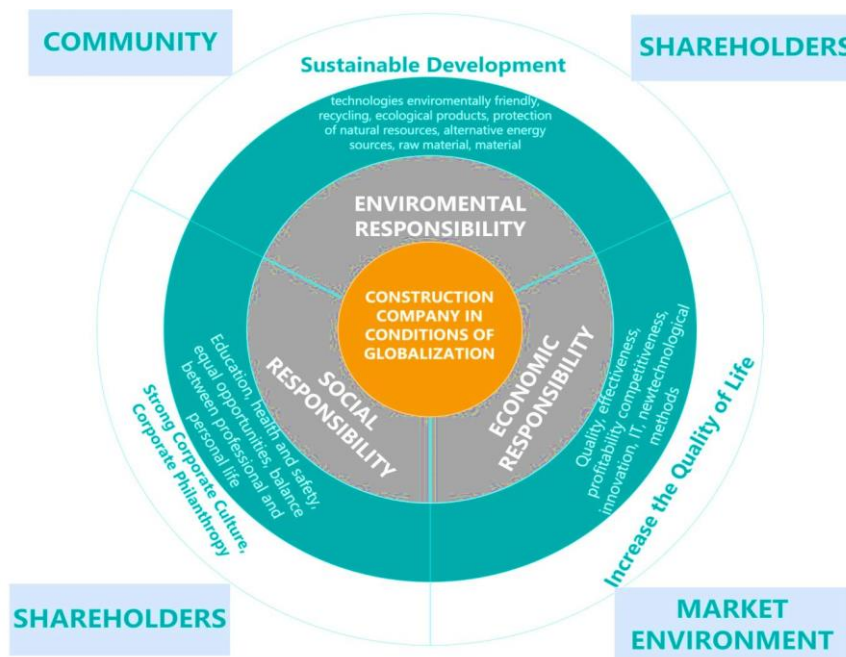 COMMUNITY
SHAREHOLDERS
Sustainable Development
technologies enviromentally friendly,
recycling, ecological products, protection
of natural resources, alternative energy
sources, raw material, material
ENVIROMENTAL
RESPONSIBILITY
CONSTRUCTION
COMPANY IN
CONDITIONS OF
GLOBALIZATION
SOCIAL
RESPONSIBILITY
ECONOMIC
RESPONSIBILITY
Education, health and safety,
equal opportunities, balance
between professional and
personal life
Strong Corporate Culture,
Corporate Philanthropy
Quality, effectiveness,
profitability competitiveness,
innovation, IT, newtechnological
methods
Increase the Quality of Life
SHAREHOLDERS
MARKET
ENVIRONMENT